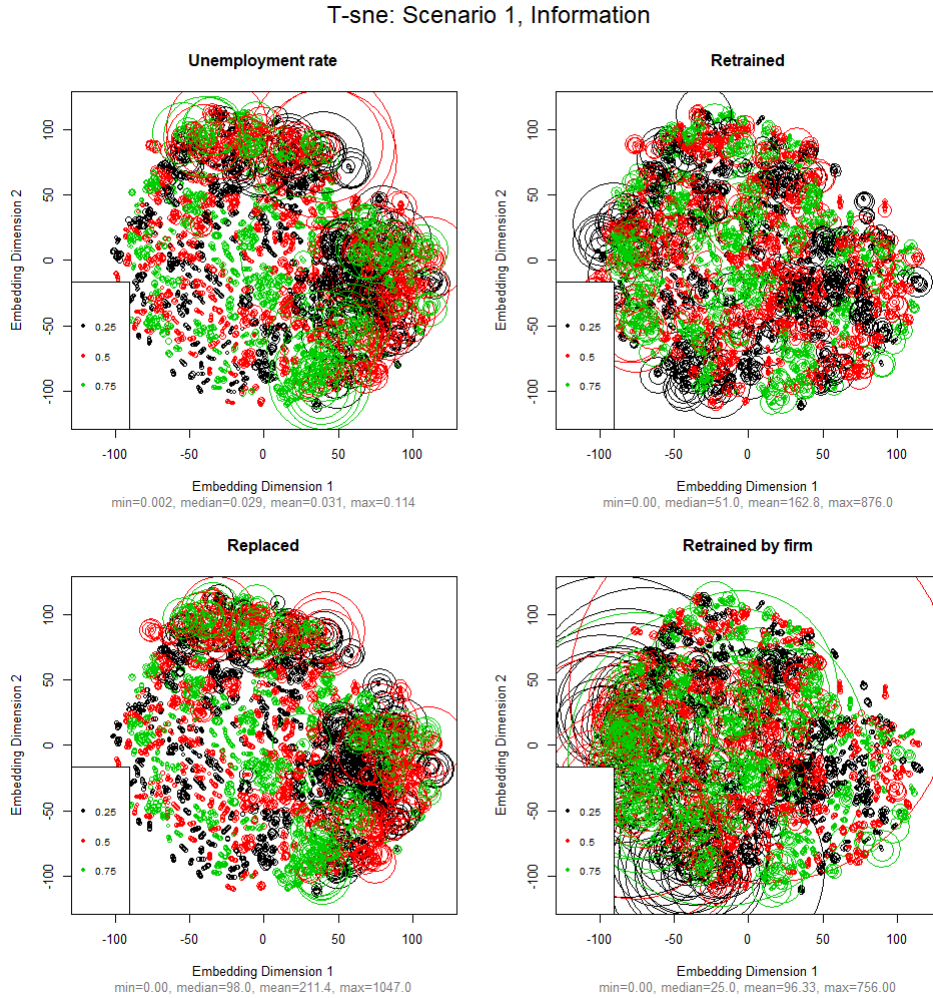 T-sne: Scenario 1, Information
Unemployment rate
Embedding Dimension 2
100
50
0
-50
-100
0.25
0.5
0.75
-100 -50 0 50 100
Embedding Dimension 1
min=0.002, median=0.029, mean=0.031, max=0.114
Retrained
Embedding Dimension 2
100
50
0
-50
-100
0.25
0.5
0.75
-100 -50 0 50 100
Embedding Dimension 1
min=0.00, median=51.0, mean=162.8, max=876.0
Replaced
Embedding Dimension 2
100
50
0
-50
-100
0.25
0.5
0.75
-100 -50 0 50 100
Embedding Dimension 1
min=0.00, median=98.0, mean=211.4, max=1047.0
Retrained by firm
Embedding Dimension 2
100
50
0
-50
-100
0.25
0.5
0.75
-100 -50 0 50 100
Embedding Dimension 1
min=0.00, median=25.0, mean=96.33, max=756.00